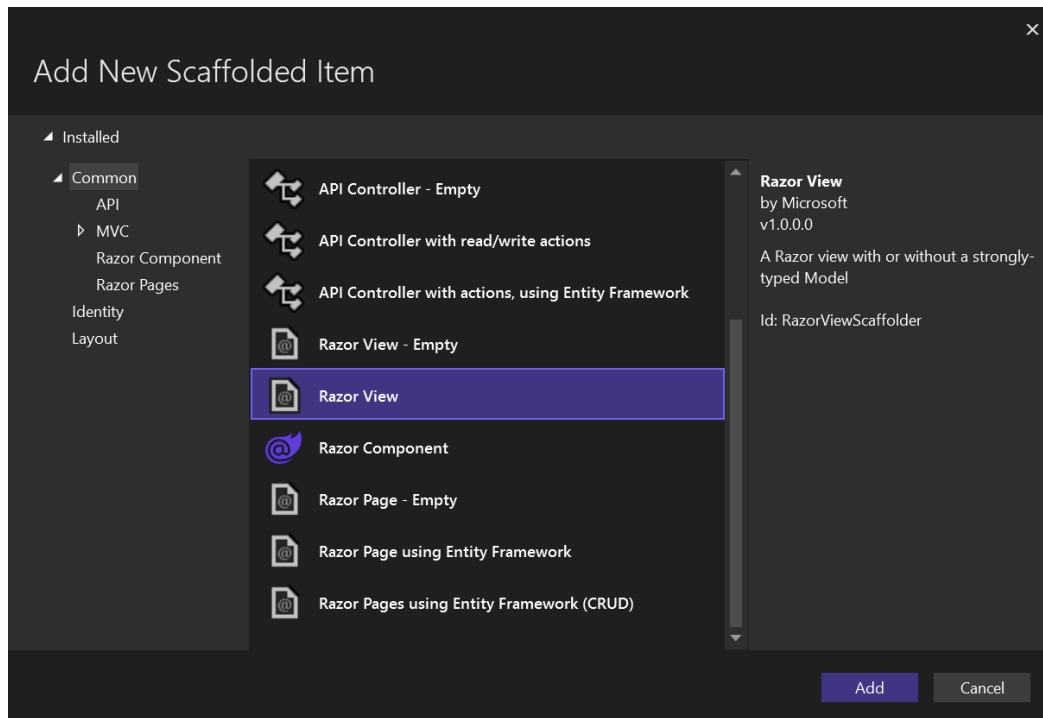 Add New Scaffolded Item
Installed
Common
API
MVC
Razor Component
Razor Pages
Identity
Layout
API Controller - Empty
API Controller with read/write actions
API Controller with actions, using Entity Framework
Razor View - Empty
Razor View
Razor Component
Razor Page - Empty
Razor Page using Entity Framework
Razor Pages using Entity Framework (CRUD)
Razor View
by Microsoft
v1.0.0.0
A Razor view with or without a strongly-
typed Model
Id: RazorViewScaffolder
Add
Cancel